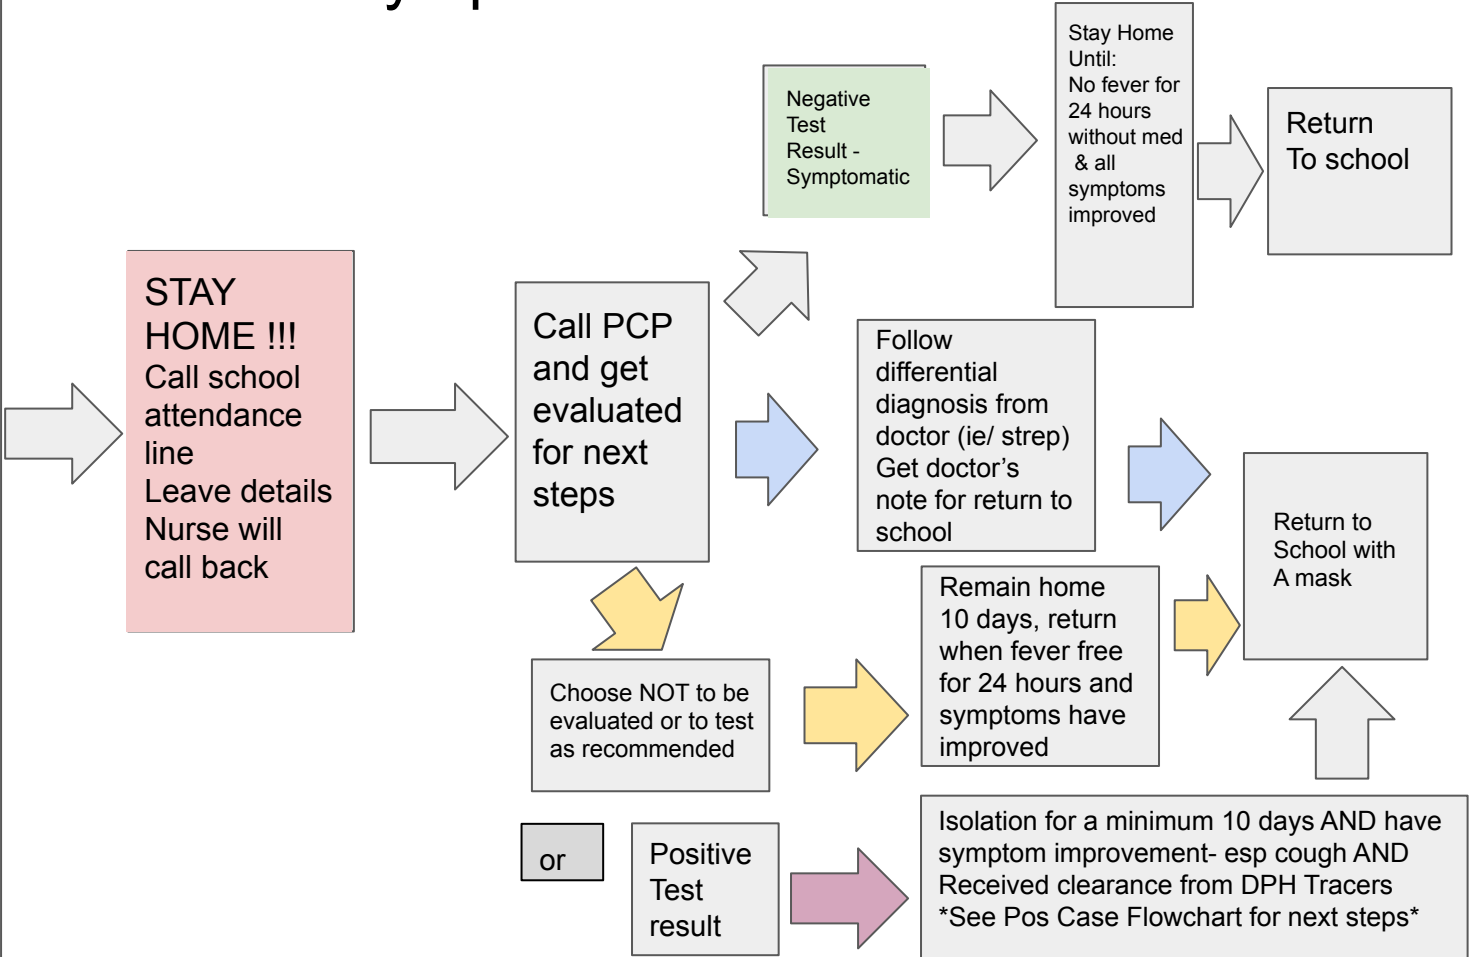 Stay Home
Until:
No fever for
24 hours
without med
& all
symptoms
improved
Negative
Test
Result -
Symptomatic
Return
To school
STAY
HOME !!!
Call school
attendance
line
Leave details
Nurse will
call back
Call PCP
and get
evaluated
for next
steps
Follow
differential
diagnosis from
doctor (ie/ strep)
Get doctor’s
note for return to
school
Return to
School with
A mask
Remain home
10 days, return
when fever free
for 24 hours and
symptoms have
improved
Choose NOT to be
evaluated or to test
as recommended
or
Positive
Test
result
Isolation for a minimum 10 days AND have
symptom improvement- esp cough AND
Received clearance from DPH Tracers
*See Pos Case Flowchart for next steps*